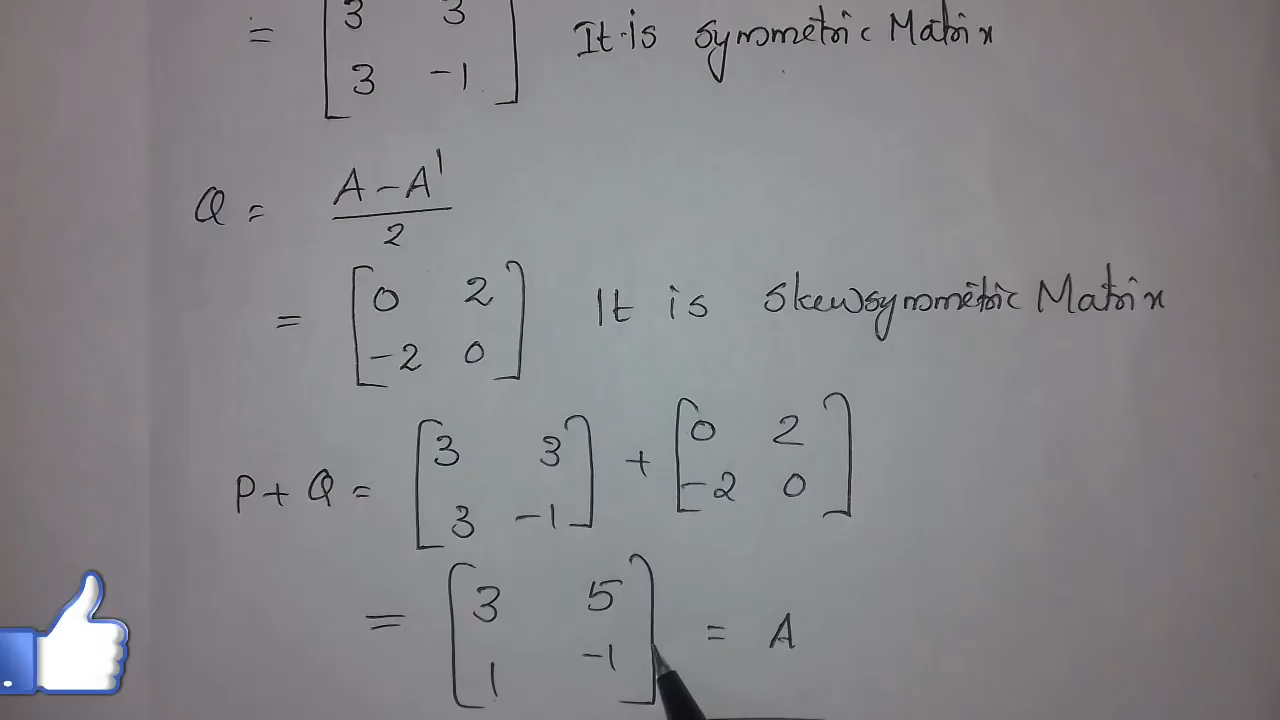 = [3 3
3 -1] It is symmetric Matrix
Q = A - A'
2
= [0 2
-2 0] It is skewsymmetric Matrix
P + Q = [3 3
3 -1] + [0 2
-2 0]
= [3 5
1 -1] = A